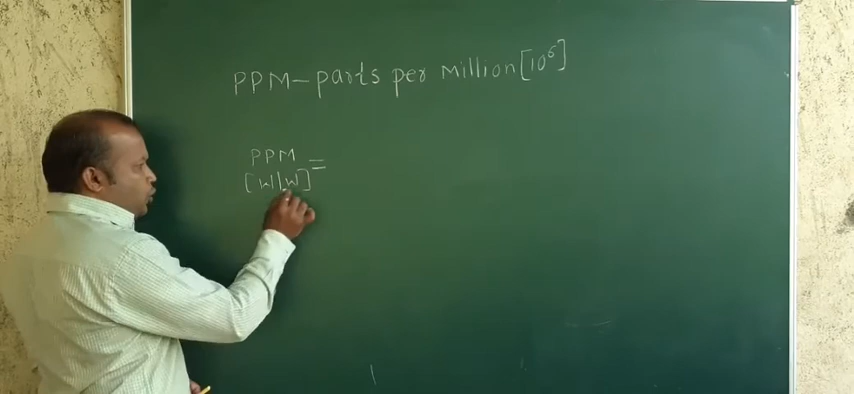 PPM-parts per Million[10⁶]
PPM =
[W/W]